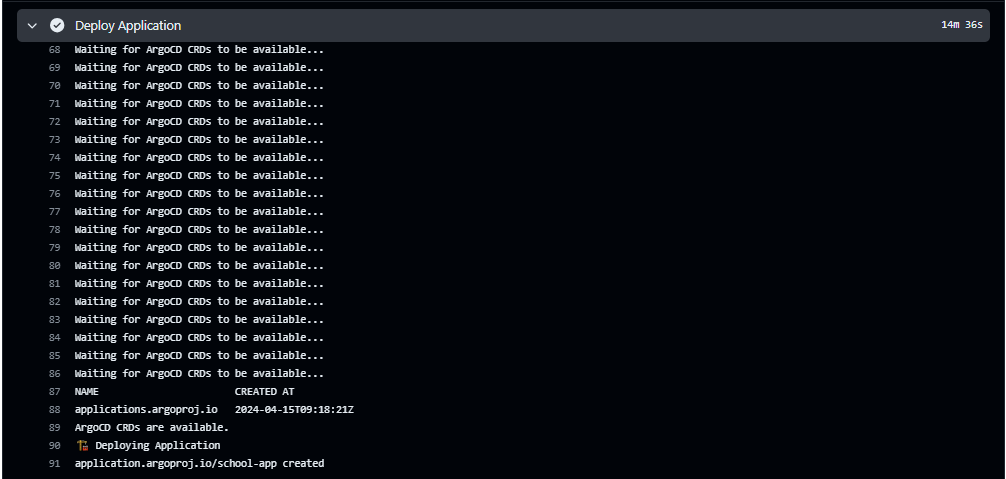 Deploy Application 14m 36s
68 Waiting for ArgoCD CRDs to be available...
69 Waiting for ArgoCD CRDs to be available...
70 Waiting for ArgoCD CRDs to be available...
71 Waiting for ArgoCD CRDs to be available...
72 Waiting for ArgoCD CRDs to be available...
73 Waiting for ArgoCD CRDs to be available...
74 Waiting for ArgoCD CRDs to be available...
75 Waiting for ArgoCD CRDs to be available...
76 Waiting for ArgoCD CRDs to be available...
77 Waiting for ArgoCD CRDs to be available...
78 Waiting for ArgoCD CRDs to be available...
79 Waiting for ArgoCD CRDs to be available...
80 Waiting for ArgoCD CRDs to be available...
81 Waiting for ArgoCD CRDs to be available...
82 Waiting for ArgoCD CRDs to be available...
83 Waiting for ArgoCD CRDs to be available...
84 Waiting for ArgoCD CRDs to be available...
85 Waiting for ArgoCD CRDs to be available...
86 Waiting for ArgoCD CRDs to be available...
87 NAME CREATED AT
88 applications.argoproj.io 2024-04-15T09:18:21Z
89 ArgoCD CRDs are available.
90 🏗️ Deploying Application
91 application.argoproj.io/school-app created